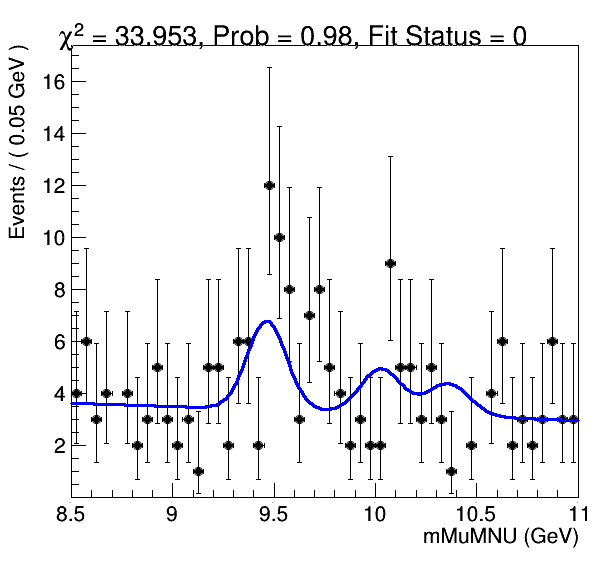 χ² = 33.953, Prob = 0.98, Fit Status = 0
Events / ( 0.05 GeV )
16
14
12
10
8
6
4
2
8.5 9 9.5 10 10.5 11
mMuMNU (GeV)